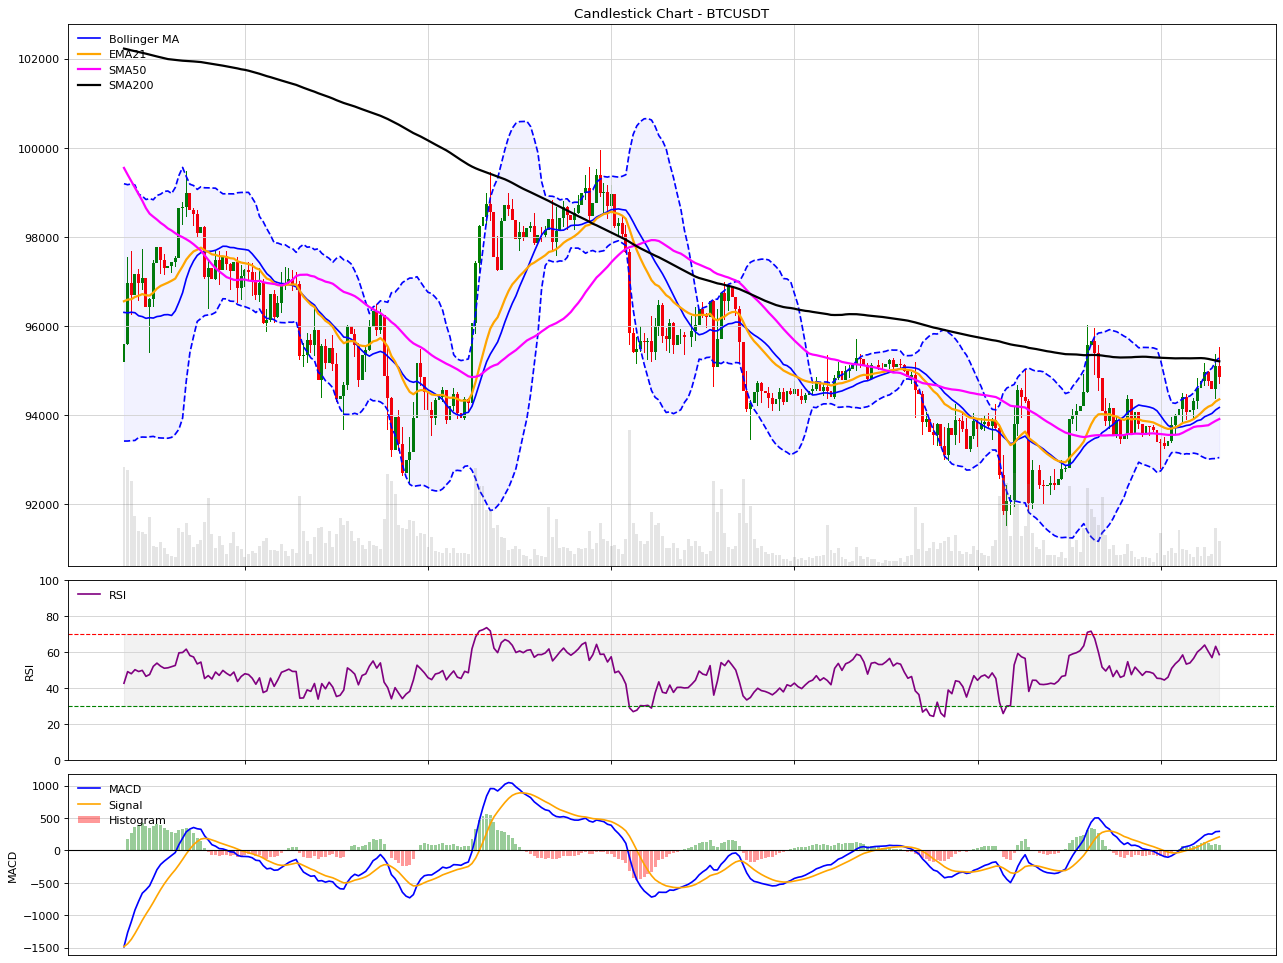 Candlestick Chart - BTCUSDT
Bollinger MA
EMA21
SMA50
SMA200
102000
100000
98000
96000
94000
92000
RSI
100
80
60
40
20
0
RSI
MACD
Signal
Histogram
1000
500
0
−500
−1000
−1500
MACD